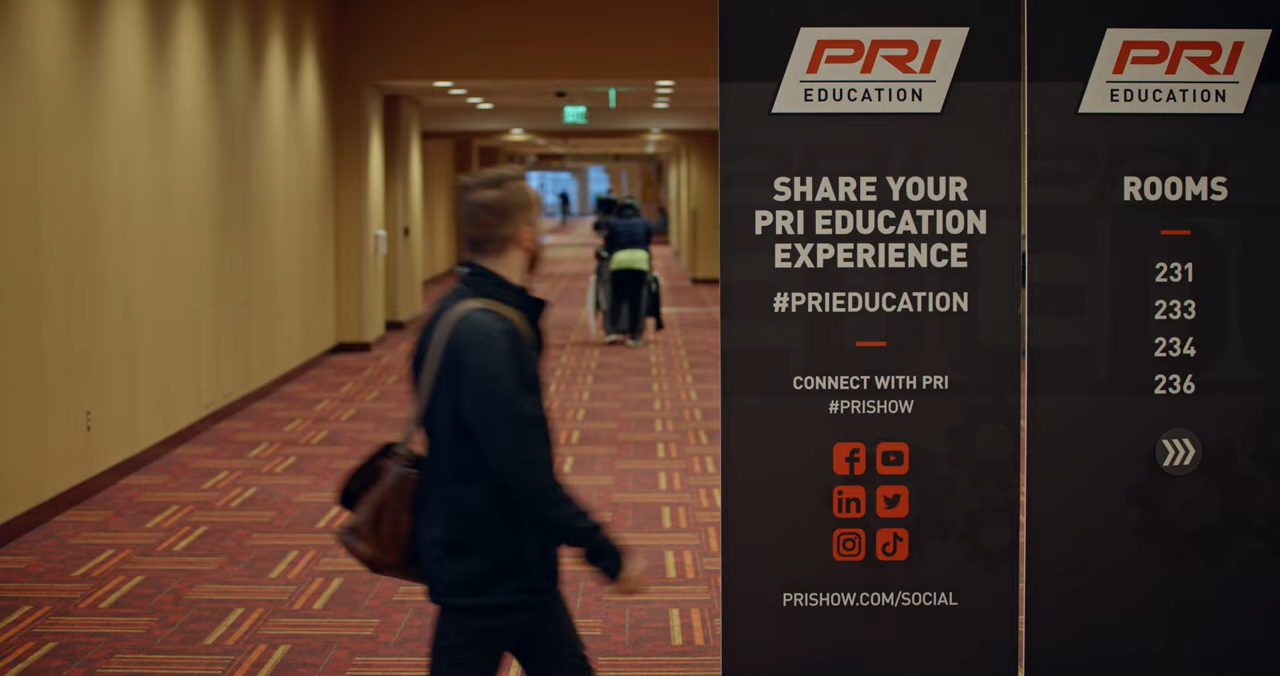 PRI
EDUCATION
SHARE YOUR
PRI EDUCATION
EXPERIENCE
#PRIEDUCATION
CONNECT WITH PRI
#PRISHOW
PRISHOW.COM/SOCIAL
PRI
EDUCATION
ROOMS
231
233
234
236
EXIT